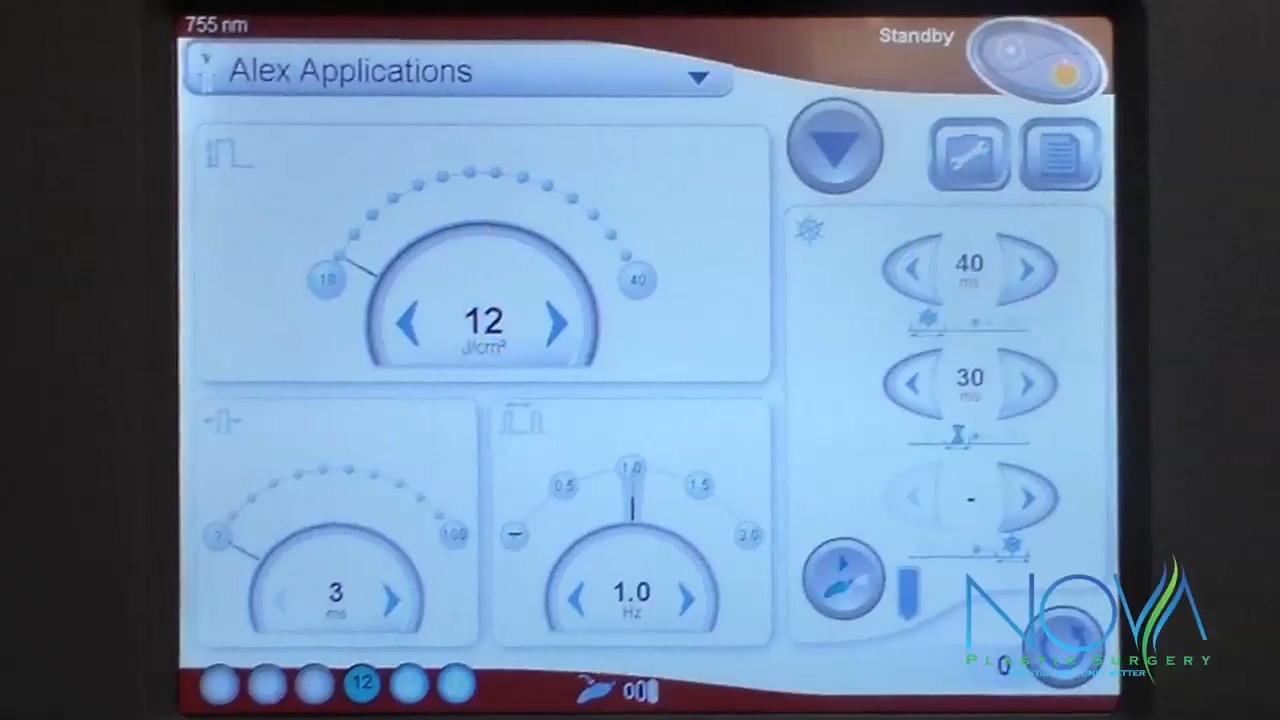 755 nm
Standby
Alex Applications
10
40
12
J/cm²
40
ms
30
ms
-
3
100
3
ms
-
0.5
1.0
1.5
2.0
1.0
Hz
12
0
NOVA
PLASTIC SURGERY